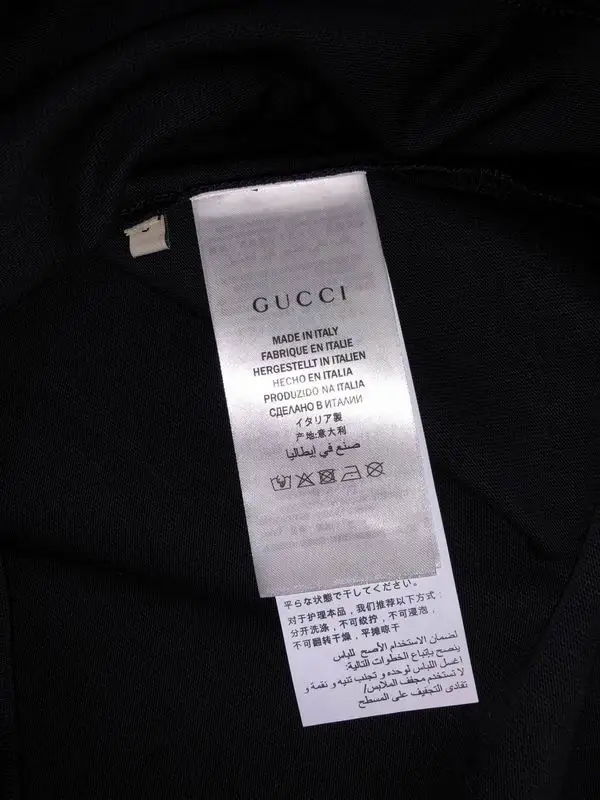 GUCCI
MADE IN ITALY
FABRIQUE EN ITALIE
HERGESTELLT IN ITALIEN
HECHO EN ITALIA
PRODUZIDO NA ITALIA
СДЕЛАНО В ИТАЛИИ
イタリア製
产地:意大利
صنع في إيطاليا
平らな状態で干してください。
对于护理本品，我们推荐以下方式：
分开洗涤，不可绞拧，不可浸泡，
不可翻转干燥，平摊晾干
لضمان الاستخدام الأصح للباس
ينصح بإتباع الخطوات التالية:
اغسل اللباس لوحده و تجنب ثنيه و نقعه و
لا تستخدم مجفف الملابس/
تفادى التجفيف على المسطح